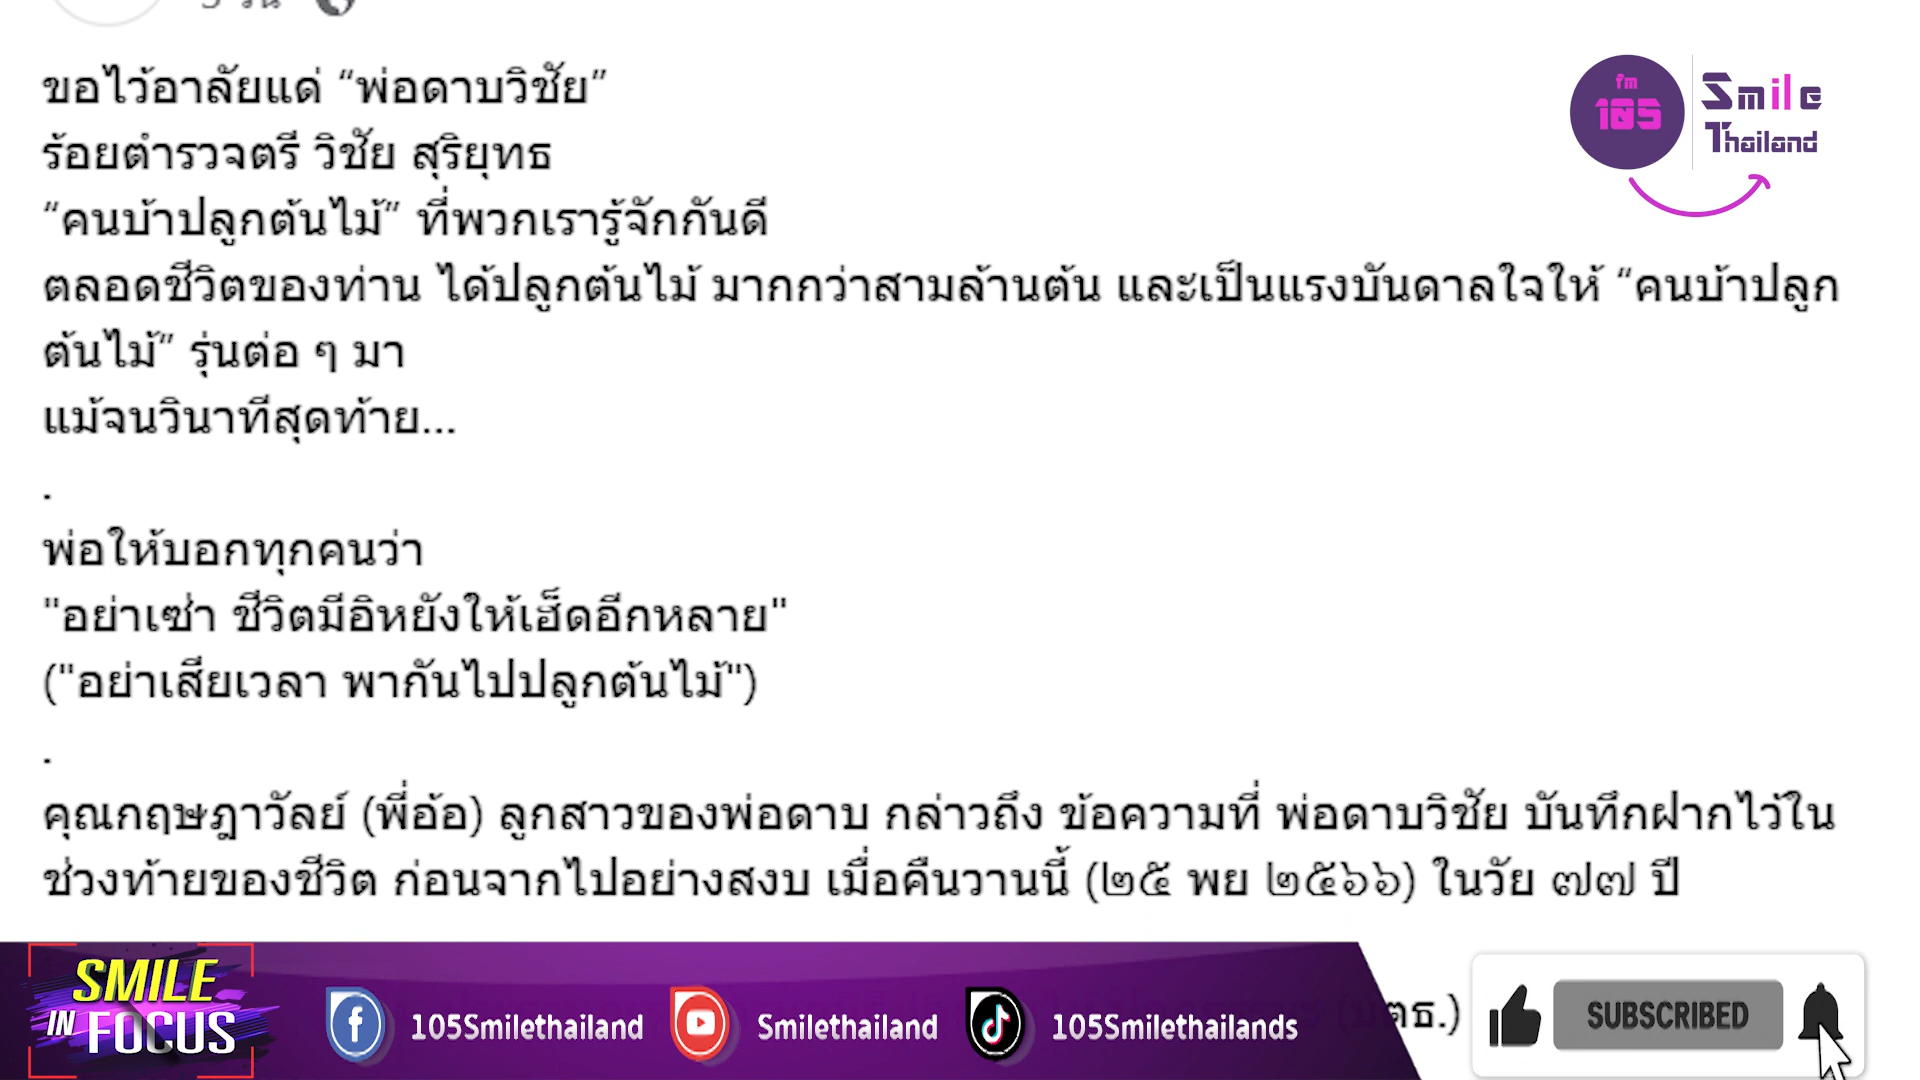 ขอไว้อาลัยแด่ “พ่อดาบวิชัย”
ร้อยตำรวจตรี วิชัย สุริยุทธ
“คนบ้าปลูกต้นไม้” ที่พวกเรารู้จักกันดี
ตลอดชีวิตของท่าน ได้ปลูกต้นไม้ มากกว่าสามล้านต้น และเป็นแรงบันดาลใจให้ “คนบ้าปลูก
ต้นไม้” รุ่นต่อ ๆ มา
แม้จนวินาทีสุดท้าย...
.
พ่อให้บอกทุกคนว่า
"อย่าเซ่า ชีวิตมีอิหยังให้เฮ็ดอีกหลาย"
("อย่าเสียเวลา พากันไปปลูกต้นไม้")
.
คุณกฤษฎาวัลย์ (พี่อ้อ) ลูกสาวของพ่อดาบ กล่าวถึง ข้อความที่ พ่อดาบวิชัย บันทึกฝากไว้ใน
ช่วงท้ายของชีวิต ก่อนจากไปอย่างสงบ เมื่อคืนวานนี้ (๒๕ พย ๒๕๖๖) ในวัย ๗๗ ปี
fm
105
Smile
Thailand
SMILE
IN FOCUS
105Smilethailand
Smilethailand
105Smilethailands
SUBSCRIBED